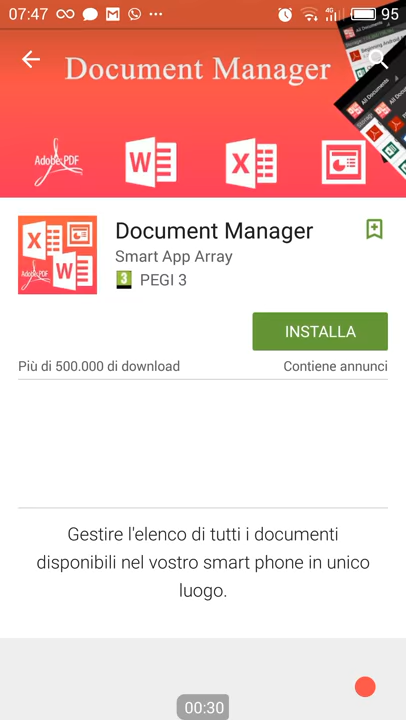 07:47 95
Document Manager
Adobe PDF
W
X
Document Manager
Smart App Array
3 PEGI 3
INSTALLA
Più di 500.000 di download
Contiene annunci
Gestire l'elenco di tutti i documenti
disponibili nel vostro smart phone in unico
luogo.
00:30